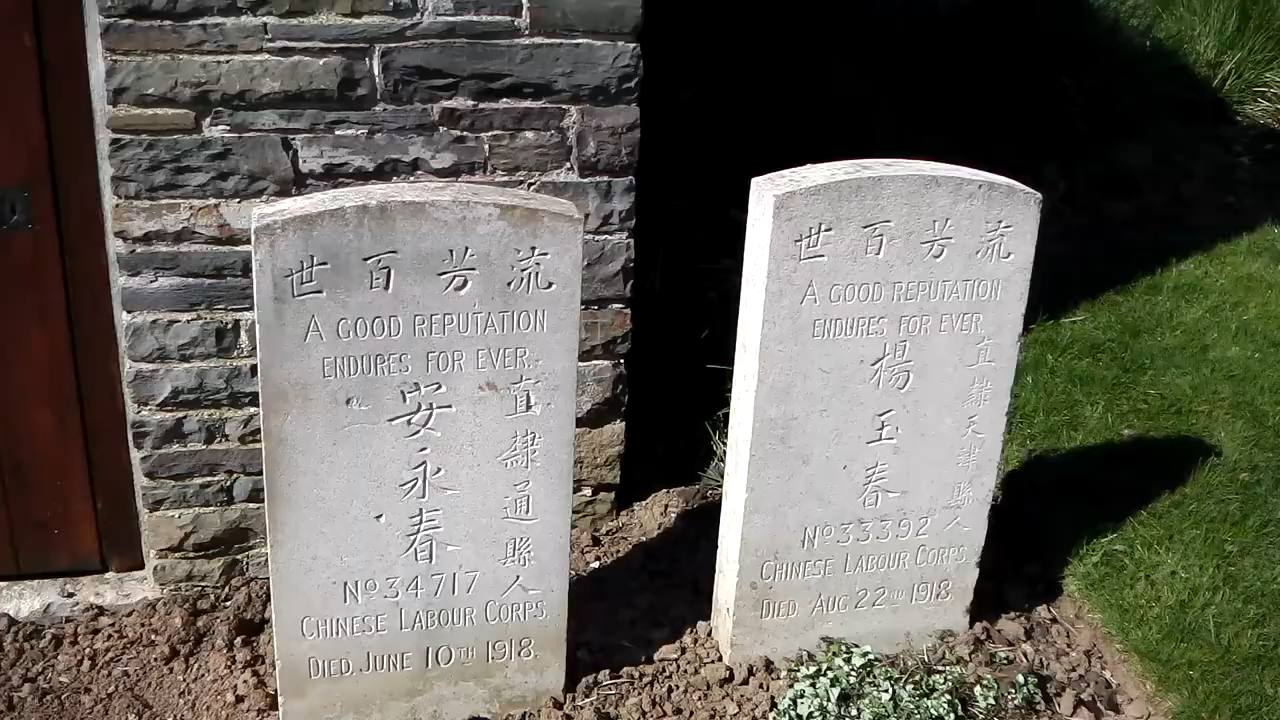 世百芳流
A GOOD REPUTATION
ENDURES FOR EVER.
直隸通縣人
安永春
No 34717
CHINESE LABOUR CORPS.
DIED. JUNE 10TH 1918.
世百芳流
A GOOD REPUTATION
ENDURES FOR EVER.
直隸天津縣人
楊玉春
No 33392
CHINESE LABOUR CORPS.
DIED AUG 22ND 1918.